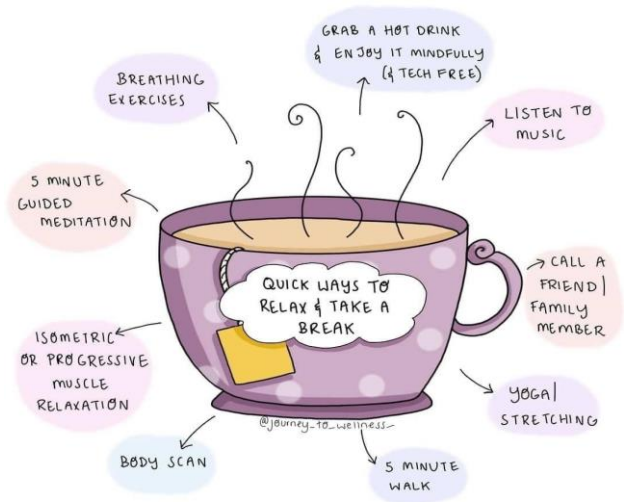 GRAB A HOT DRINK
& ENJOY IT MINDFULLY
(& TECH FREE)
BREATHING
EXERCISES
LISTEN TO
MUSIC
5 MINUTE
GUIDED
MEDITATION
QUICK WAYS TO
RELAX & TAKE A
BREAK
CALL A
FRIEND|
FAMILY
MEMBER
ISOMETRIC
OR PROGRESSIVE
MUSCLE
RELAXATION
YOGA|
STRETCHING
@journey_to_wellness_
BODY SCAN
5 MINUTE
WALK